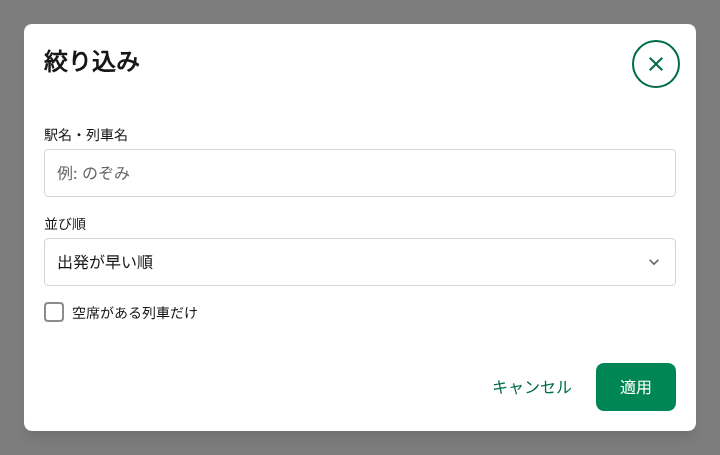 絞り込み
駅名・列車名
例: のぞみ
並び順
出発が早い順
空席がある列車だけ
キャンセル
適用